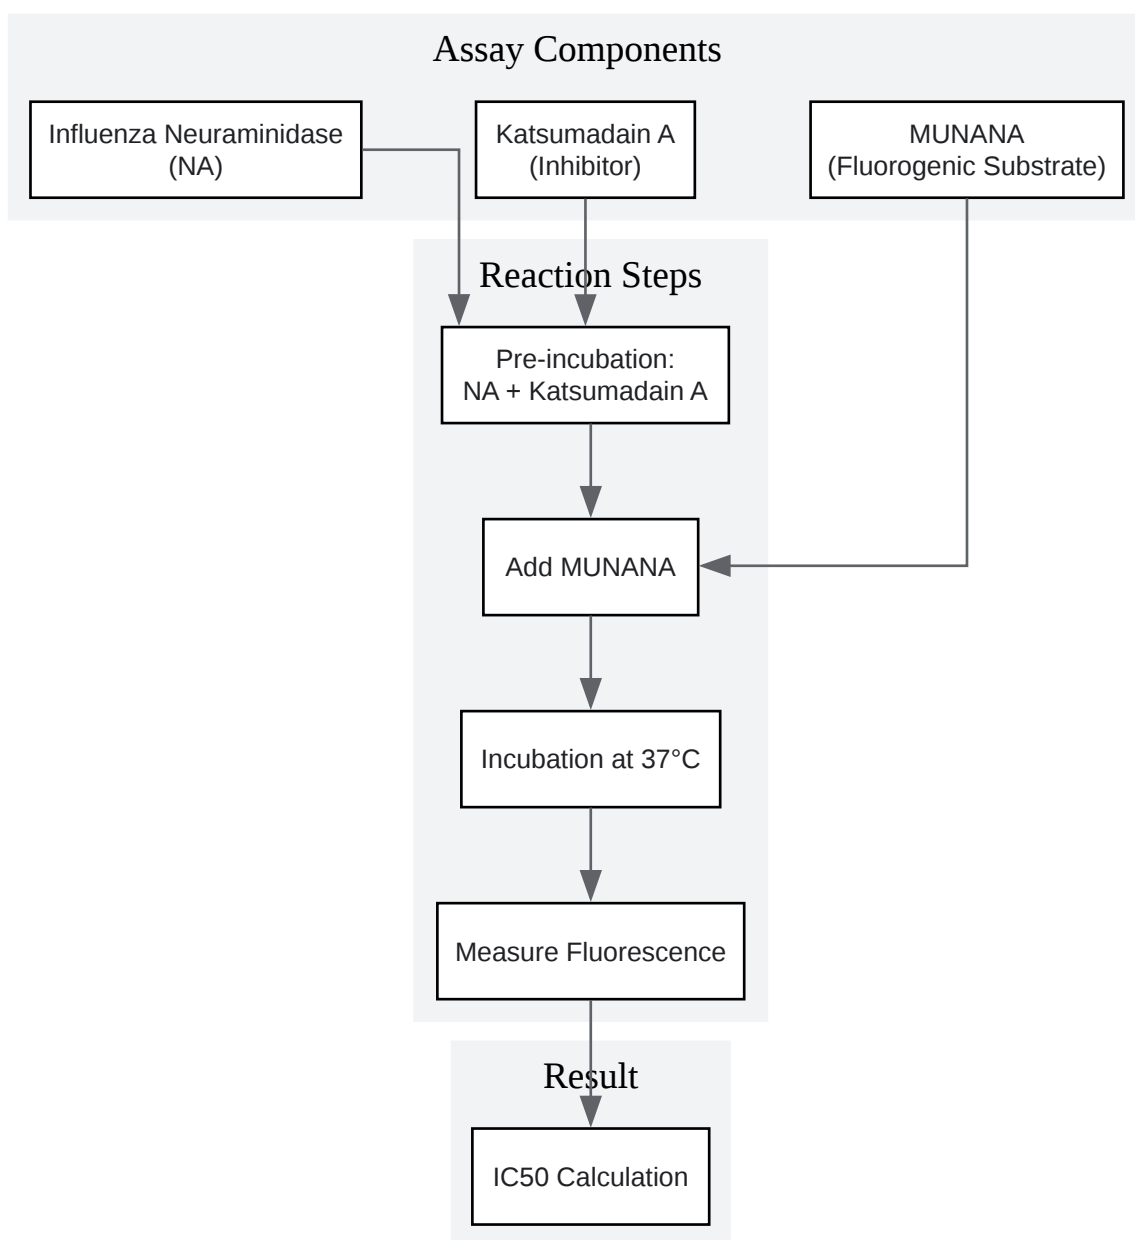 Assay Components
Influenza Neuraminidase
(NA)
Katsumadain A
(Inhibitor)
MUNANA
(Fluorogenic Substrate)
Reaction Steps
Pre-incubation:
NA + Katsumadain A
Add MUNANA
Incubation at 37°C
Measure Fluorescence
Result
IC50 Calculation